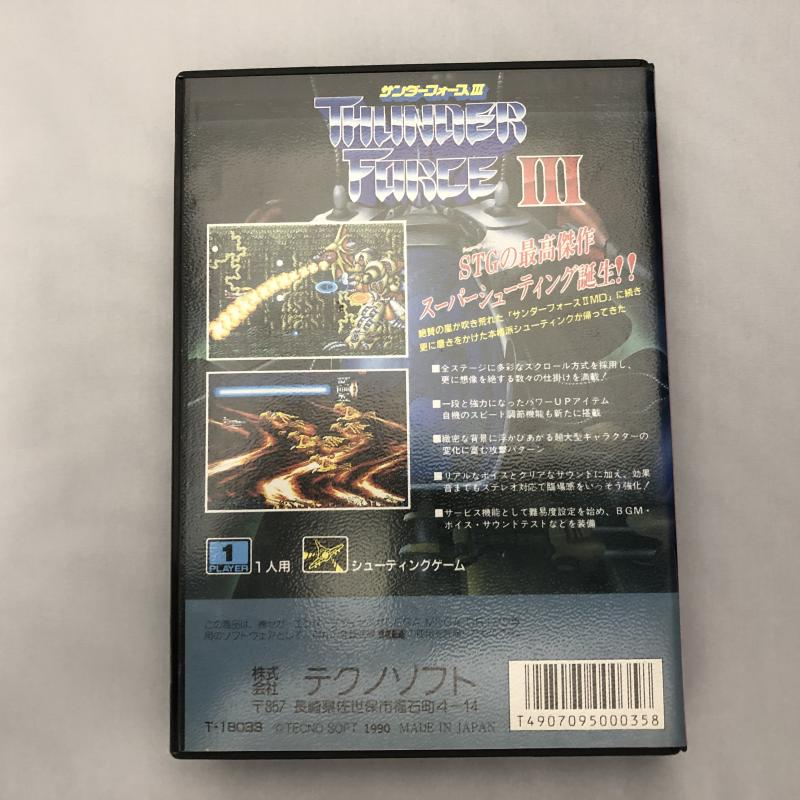 サンダーフォースIII
THUNDER
FORCE III
STGの最高傑作
スーパーシューティング誕生!!
絶賛の嵐が吹き荒れた「サンダーフォースⅡMD」に続き
更に磨きをかけた本格派シューティングが帰ってきた
■全ステージに多彩なスクロール方式を採用し、
更に想像を絶する数々の仕掛けを満載!
■一段と強力になったパワーUPアイテム
自機のスピード調節機能も新たに搭載
■緻密な背景に浮かびあがる超大型キャラクターの
変化に富む攻撃パターン
■リアルなボイスとクリアなサウンドに加え、効果
音までもステレオ対応で臨場感をいっそう強化!
■サービス機能として難易度設定を始め、BGM・
ボイス・サウンドテストなどを装備
1
PLAYER
1人用
シューティングゲーム
この商品は、
用のソフトウェアとして、
株式
会社
テクノソフト
〒857 長崎県佐世保市福石町4-14
T-18033 ©TECNO SOFT 1990 MADE IN JAPAN
T4907095000358